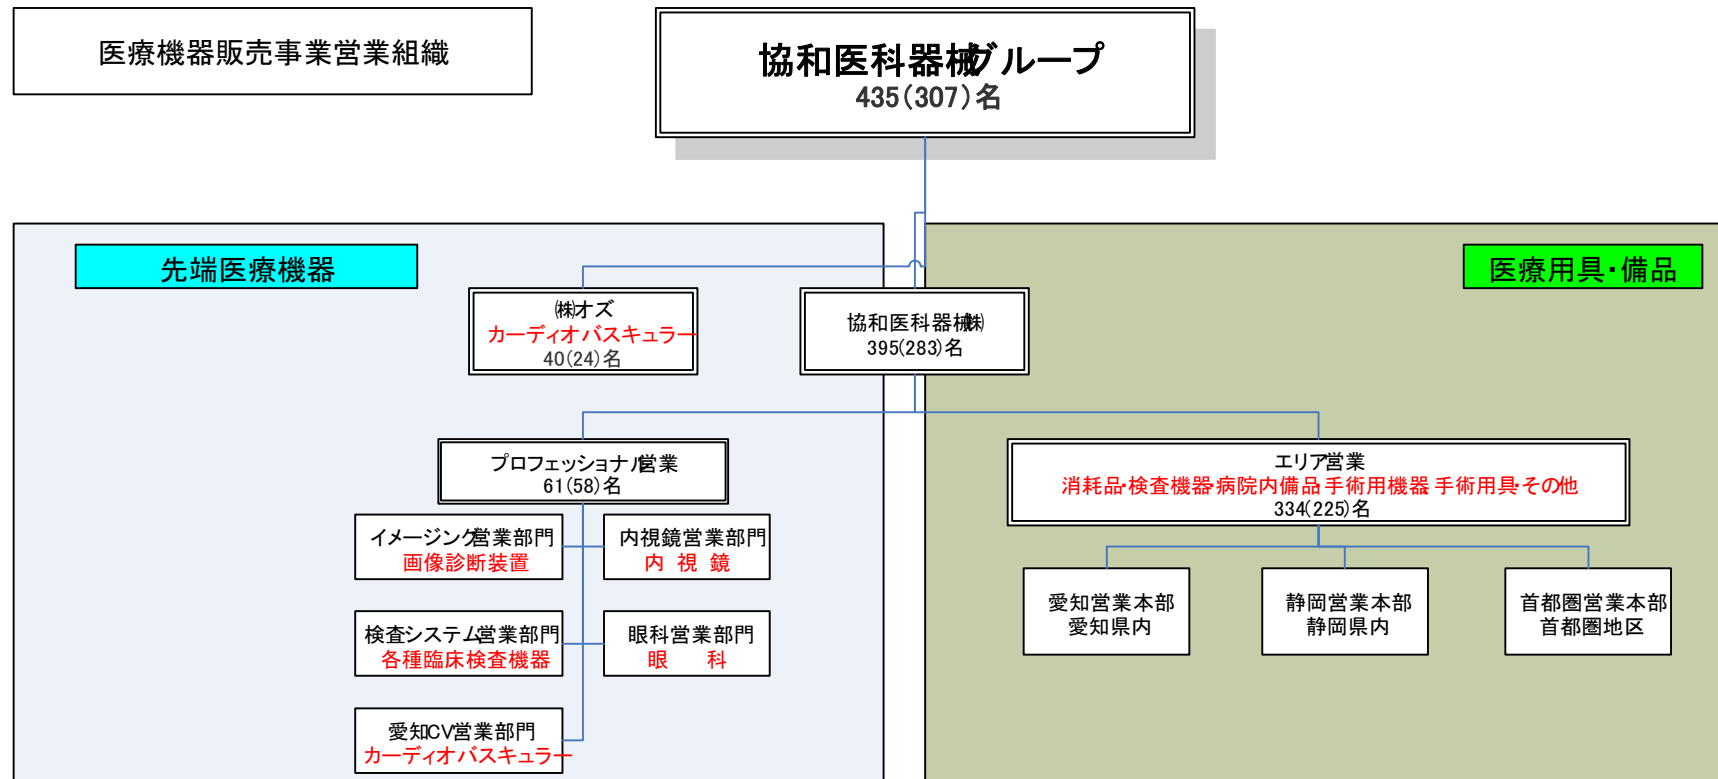 医療機器販売事業営業組織
協和医科器械グループ
435(307)名
先端医療機器
医療用具・備品
㈱オズ
カーディオバスキュラー
40(24)名
協和医科器械㈱
395(283)名
プロフェッショナル営業
61(58)名
エリア営業
消耗品・検査機器・病院内備品・手術用機器・手術用具・その他
334(225)名
イメージング営業部門
画像診断装置
内視鏡営業部門
内 視 鏡
検査システム営業部門
各種臨床検査機器
眼科営業部門
眼 科
愛知CV営業部門
カーディオバスキュラー
愛知営業本部
愛知県内
静岡営業本部
静岡県内
首都圏営業本部
首都圏地区